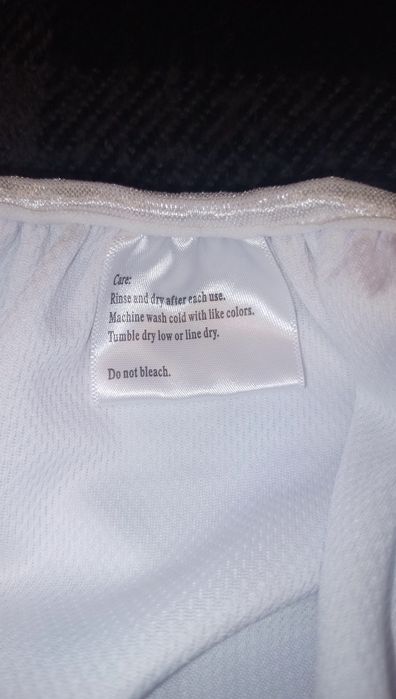 Care:
Rinse and dry after each use.
Machine wash cold with like colors.
Tumble dry low or line dry.
Do not bleach.